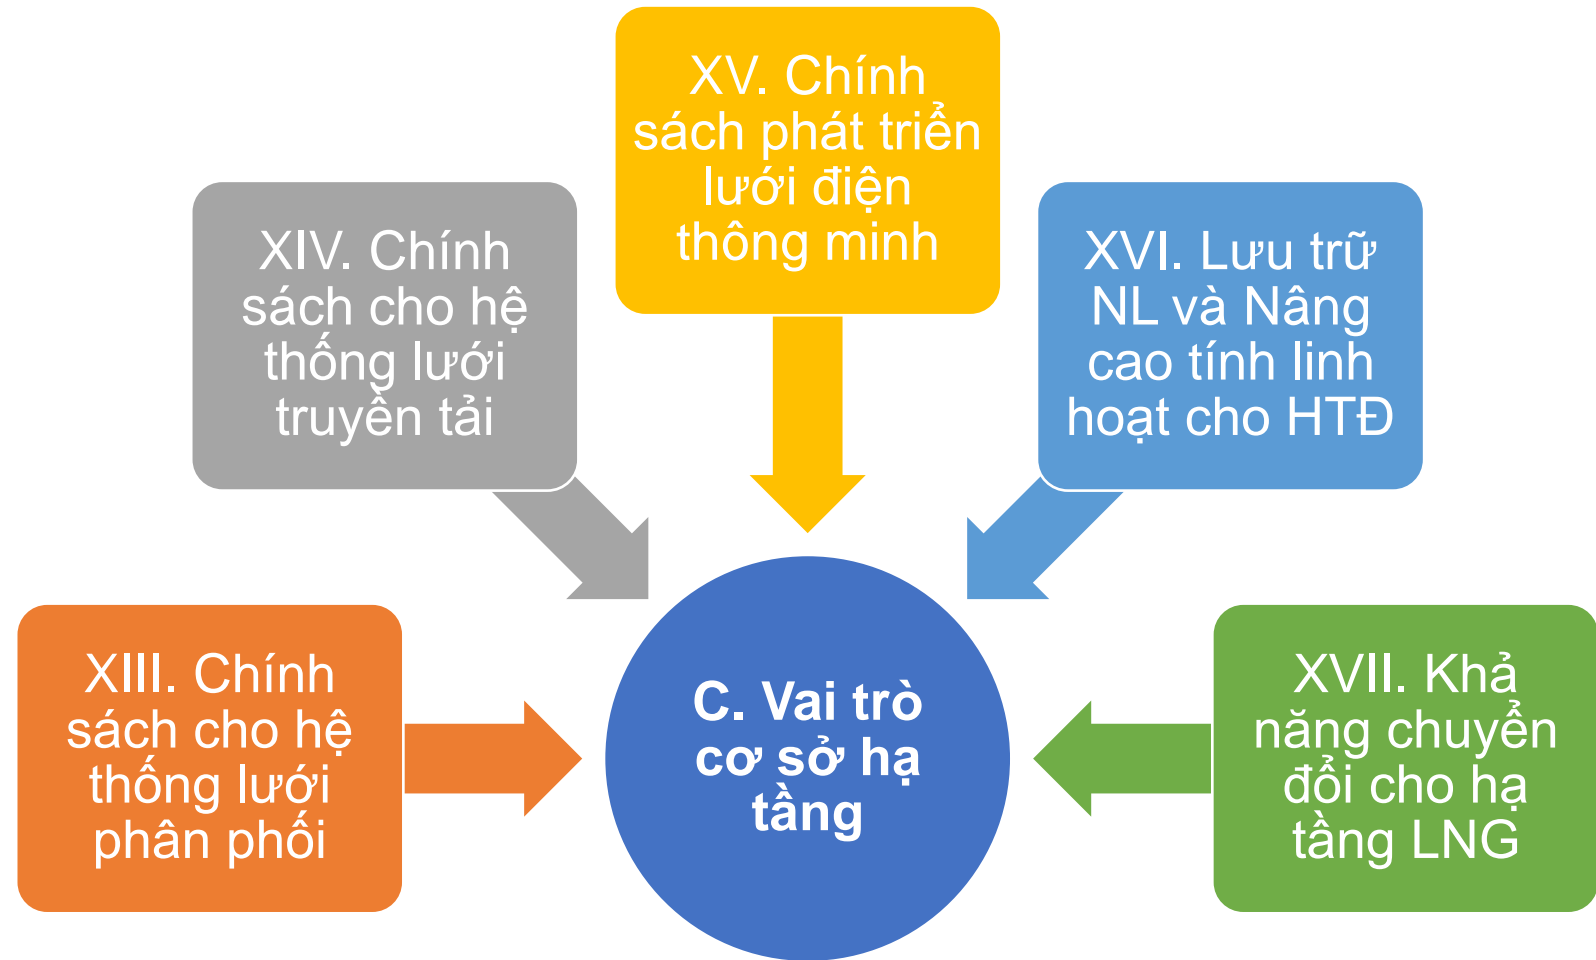 XV. Chính
sách phát triển
lưới điện
thông minh
XIV. Chính
sách cho hệ
thống lưới
truyền tải
XVI. Lưu trữ
NL và Nâng
cao tính linh
hoạt cho HTĐ
XIII. Chính
sách cho hệ
thống lưới
phân phối
C. Vai trò
cơ sở hạ
tầng
XVII. Khả
năng chuyển
đổi cho hạ
tầng LNG